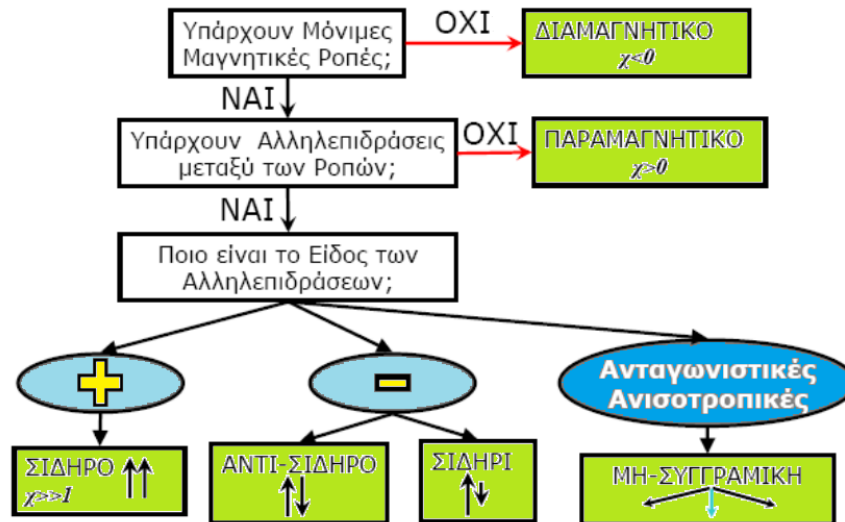 Υπάρχουν Μόνιμες
Μαγνητικές Ροπές;
ΟΧΙ
ΔΙΑΜΑΓΝΗΤΙΚΟ
χ<0
ΝΑΙ
Υπάρχουν Αλληλεπιδράσεις
μεταξύ των Ροπών;
ΟΧΙ
ΠΑΡΑΜΑΓΝΗΤΙΚΟ
χ>0
ΝΑΙ
Ποιο είναι το Είδος των
Αλληλεπιδράσεων;
+
-
Ανταγωνιστικές
Ανισοτροπικές
ΣΙΔΗΡΟ
χ>>1
ΑΝΤΙ-ΣΙΔΗΡΟ
ΣΙΔΗΡΙ
ΜΗ-ΣΥΓΓΡΑΜΙΚΗ